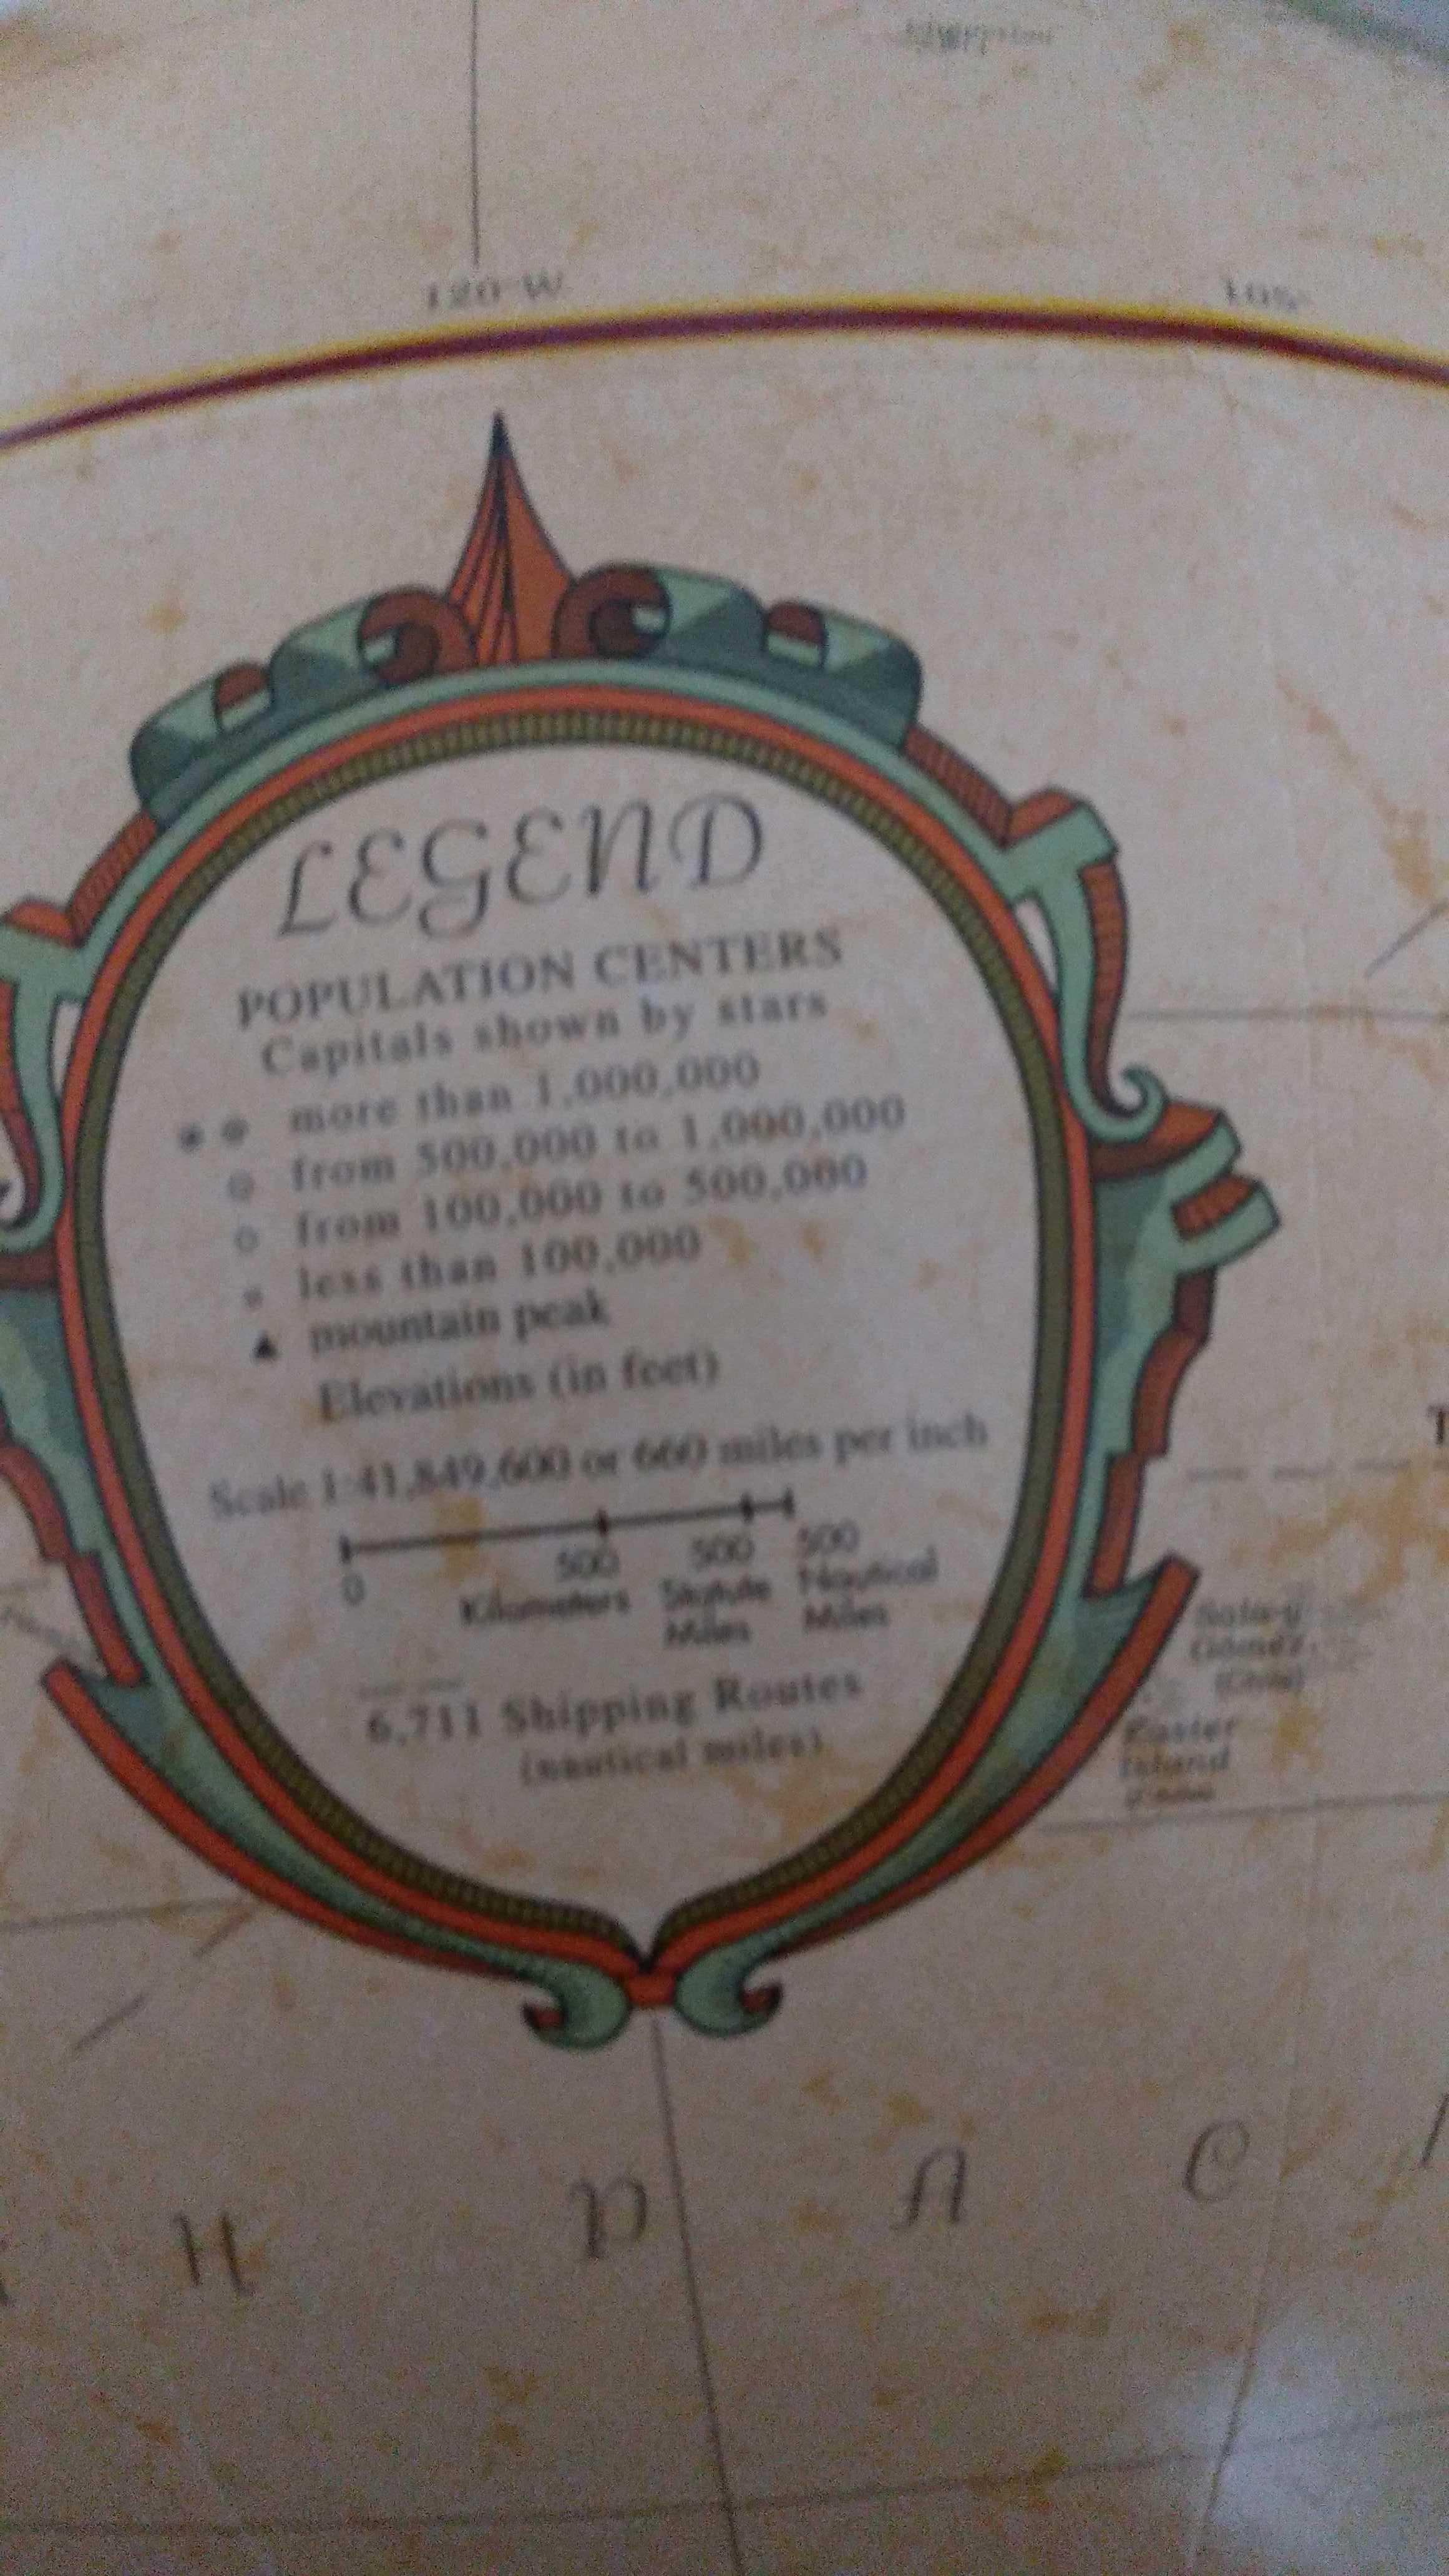 120°W
105°
LEGEND
POPULATION CENTERS
Capitals shown by stars
more than 1,000,000
from 500,000 to 1,000,000
from 100,000 to 500,000
less than 100,000
mountain peak
Elevations (in feet)
Scale 1:41,849,600 or 660 miles per inch
0 500 500 500
Kilometers Statute Nautical
Miles Miles
6,711 Shipping Routes
(nautical miles)
Sala-y
Gómez
(Chile)
Easter
Island
H P A C I